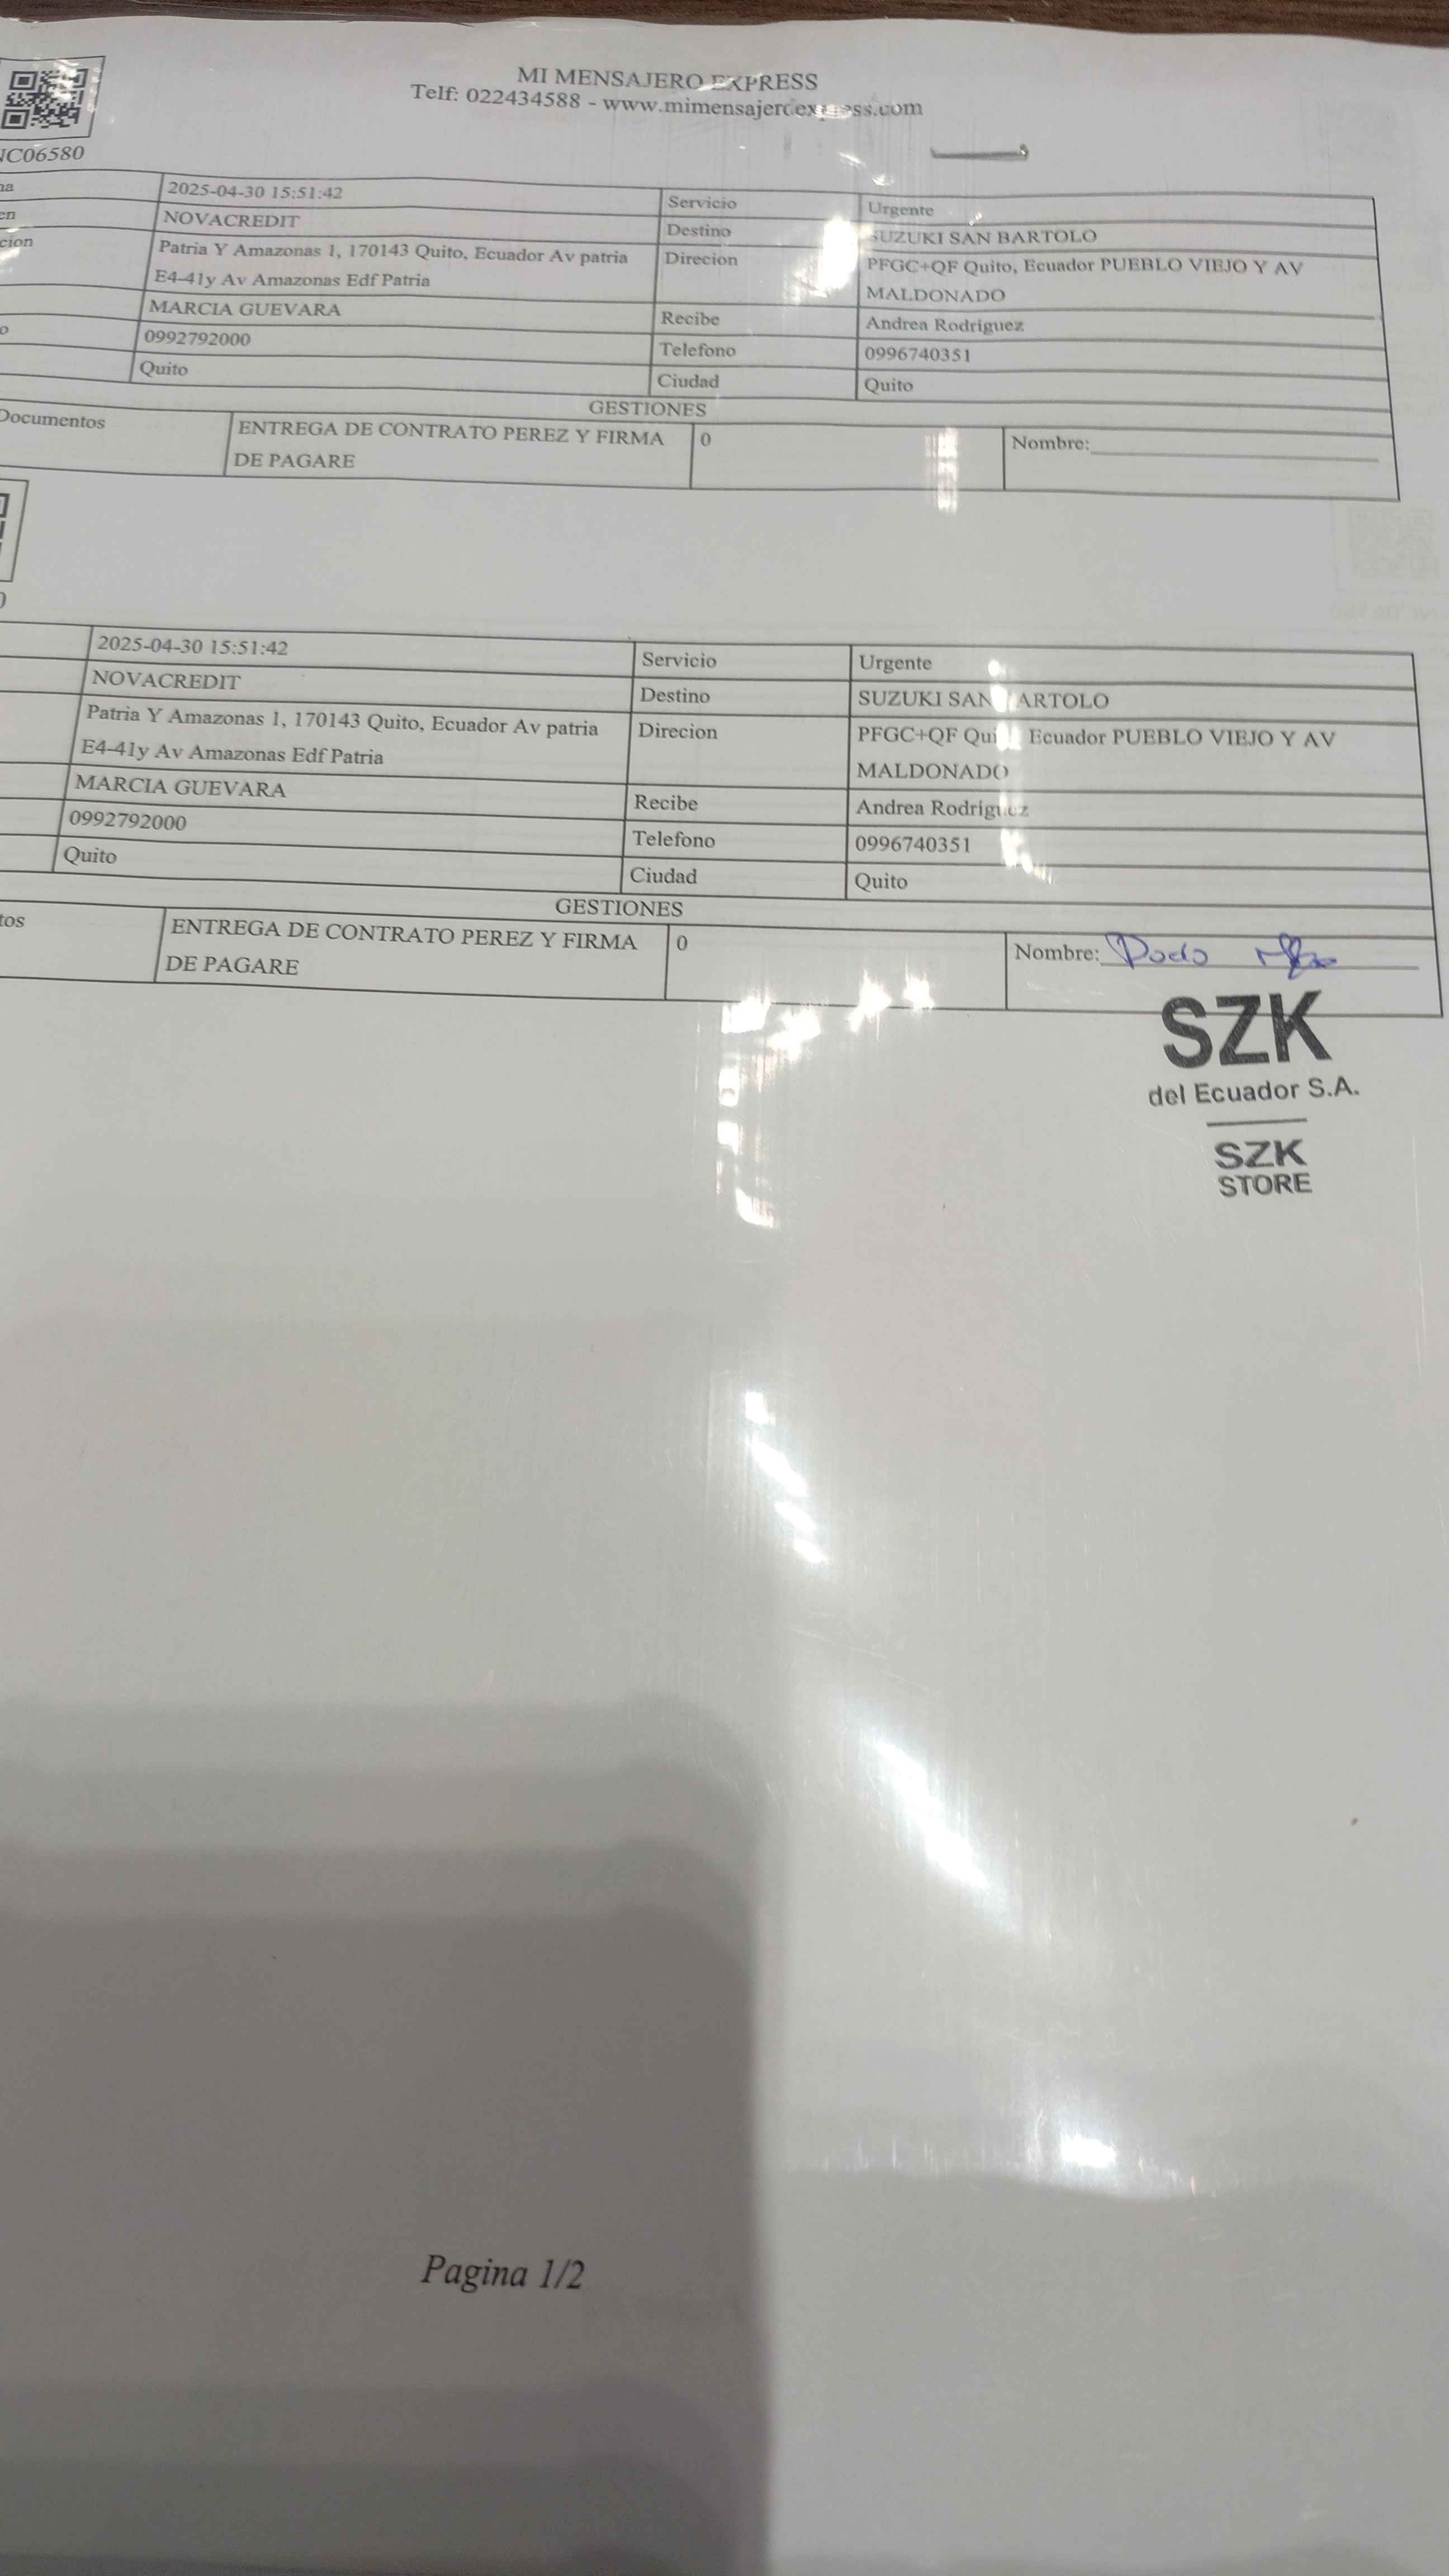 MI MENSAJERO EXPRESS
Telf: 022434588 - www.mimensajeroexpress.com
NC06580
2025-04-30 15:51:42 Servicio Urgente
NOVACREDIT Destino SUZUKI SAN BARTOLO
Patria Y Amazonas 1, 170143 Quito, Ecuador Av patria Direcion PFGC+QF Quito, Ecuador PUEBLO VIEJO Y AV
E4-41y Av Amazonas Edf Patria MALDONADO
MARCIA GUEVARA Recibe Andrea Rodriguez
0992792000 Telefono 0996740351
Quito Ciudad Quito
GESTIONES
Documentos ENTREGA DE CONTRATO PEREZ Y FIRMA 0 Nombre:
DE PAGARE
2025-04-30 15:51:42 Servicio Urgente
NOVACREDIT Destino SUZUKI SAN ARTOLO
Patria Y Amazonas 1, 170143 Quito, Ecuador Av patria Direcion PFGC+QF Qui Ecuador PUEBLO VIEJO Y AV
E4-41y Av Amazonas Edf Patria MALDONADO
MARCIA GUEVARA Recibe Andrea Rodriguez
0992792000 Telefono 0996740351
Quito Ciudad Quito
GESTIONES
tos ENTREGA DE CONTRATO PEREZ Y FIRMA 0 Nombre:
DE PAGARE
SZK
del Ecuador S.A.
SZK
STORE
Pagina 1/2